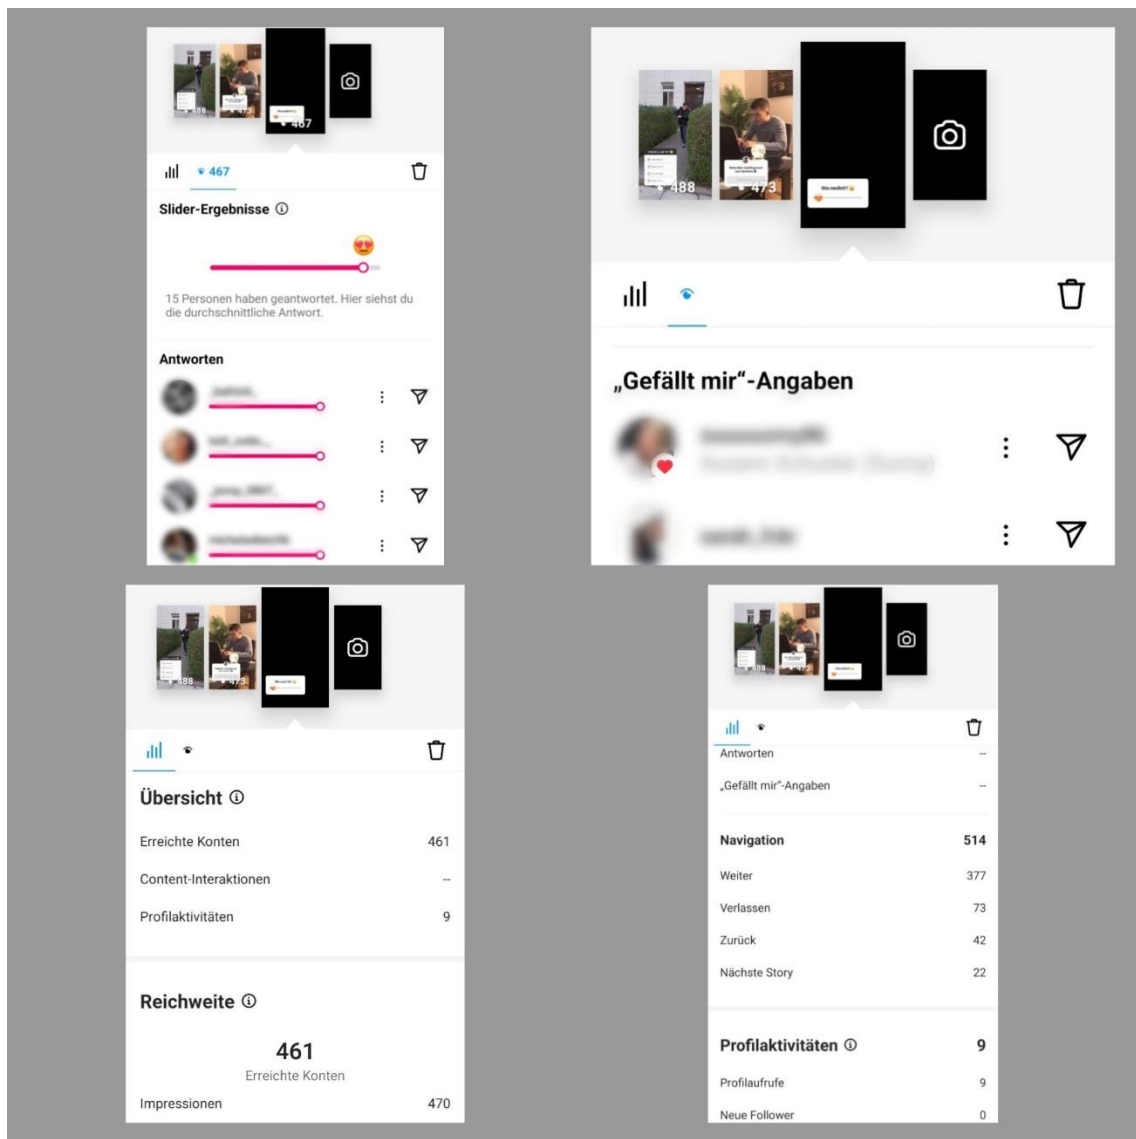 488
473
467
467
Slider-Ergebnisse
15 Personen haben geantwortet. Hier siehst du
die durchschnittliche Antwort.
Antworten
488
473
„Gefällt mir“-Angaben
488
473
Übersicht
Erreichte Konten 461
Content-Interaktionen --
Profilaktivitäten 9
Reichweite
461
Erreichte Konten
Impressionen 470
488
473
Antworten --
„Gefällt mir“-Angaben --
Navigation 514
Weiter 377
Verlassen 73
Zurück 42
Nächste Story 22
Profilaktivitäten 9
Profilaufrufe 9
Neue Follower 0